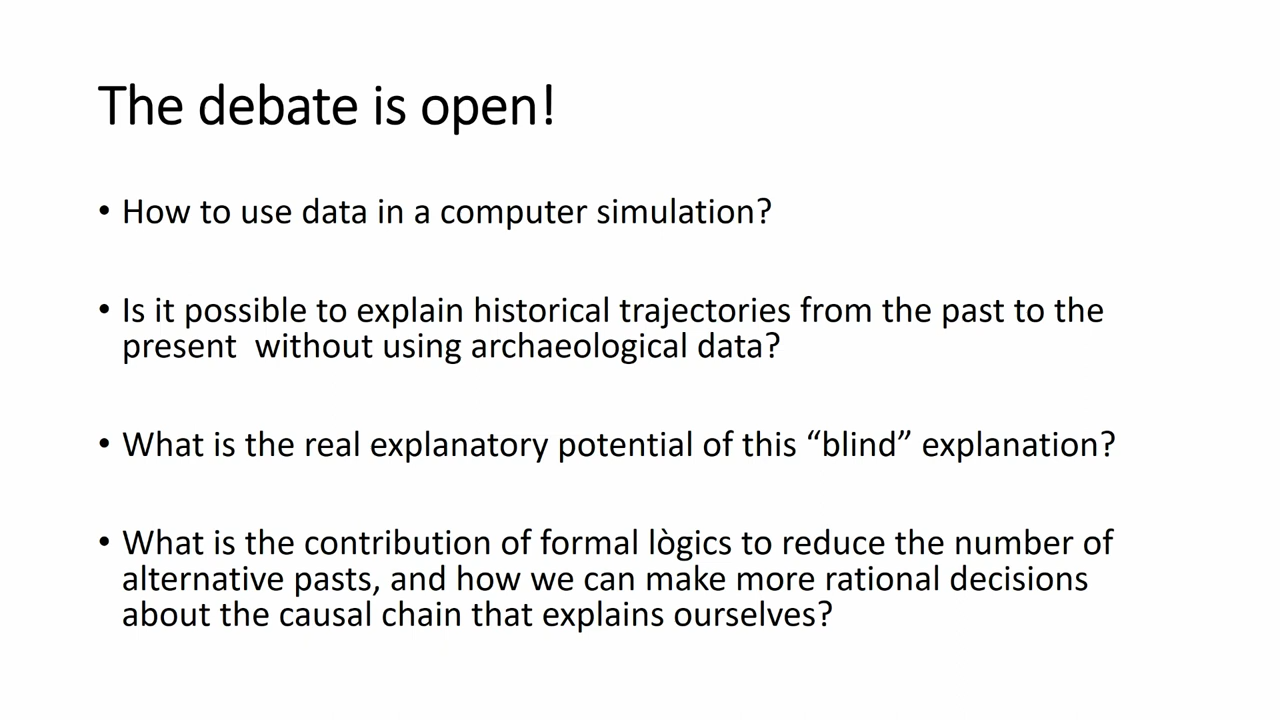 The debate is open!
• How to use data in a computer simulation?
• Is it possible to explain historical trajectories from the past to the
present  without using archaeological data?
• What is the real explanatory potential of this “blind” explanation?
• What is the contribution of formal lògics to reduce the number of
alternative pasts, and how we can make more rational decisions
about the causal chain that explains ourselves?